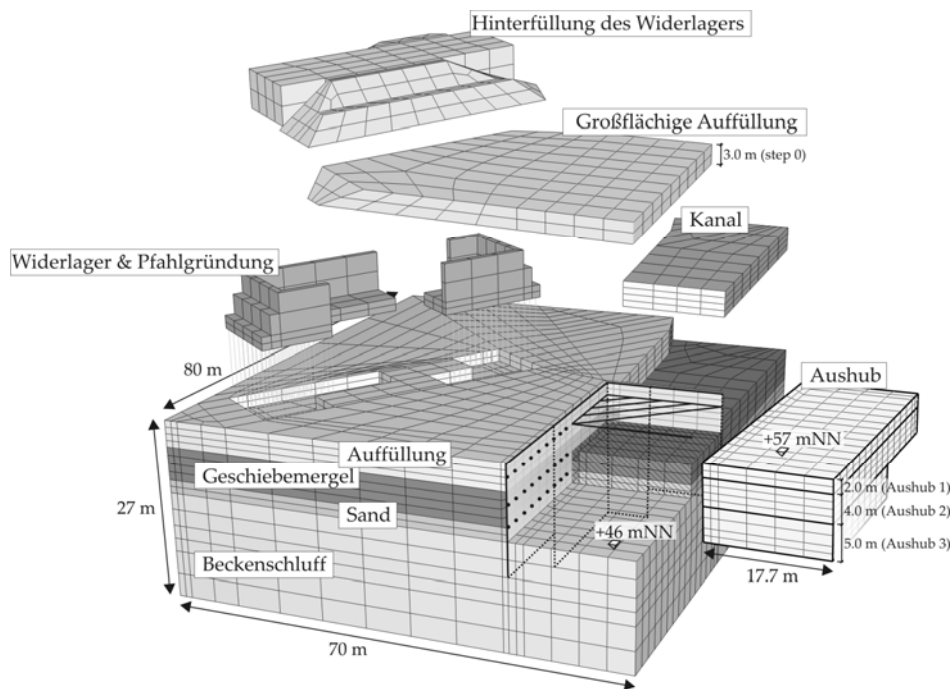 Hinterfüllung des Widerlagers
Großflächige Auffüllung
3.0 m (step 0)
Kanal
Widerlager & Pfahlgründung
80 m
Aushub
+57 mNN
Auffüllung
Geschiebemergel
2.0 m (Aushub 1)
27 m
4.0 m (Aushub 2)
Sand
+46 mNN
5.0 m (Aushub 3)
Beckenschluff
17.7 m
70 m